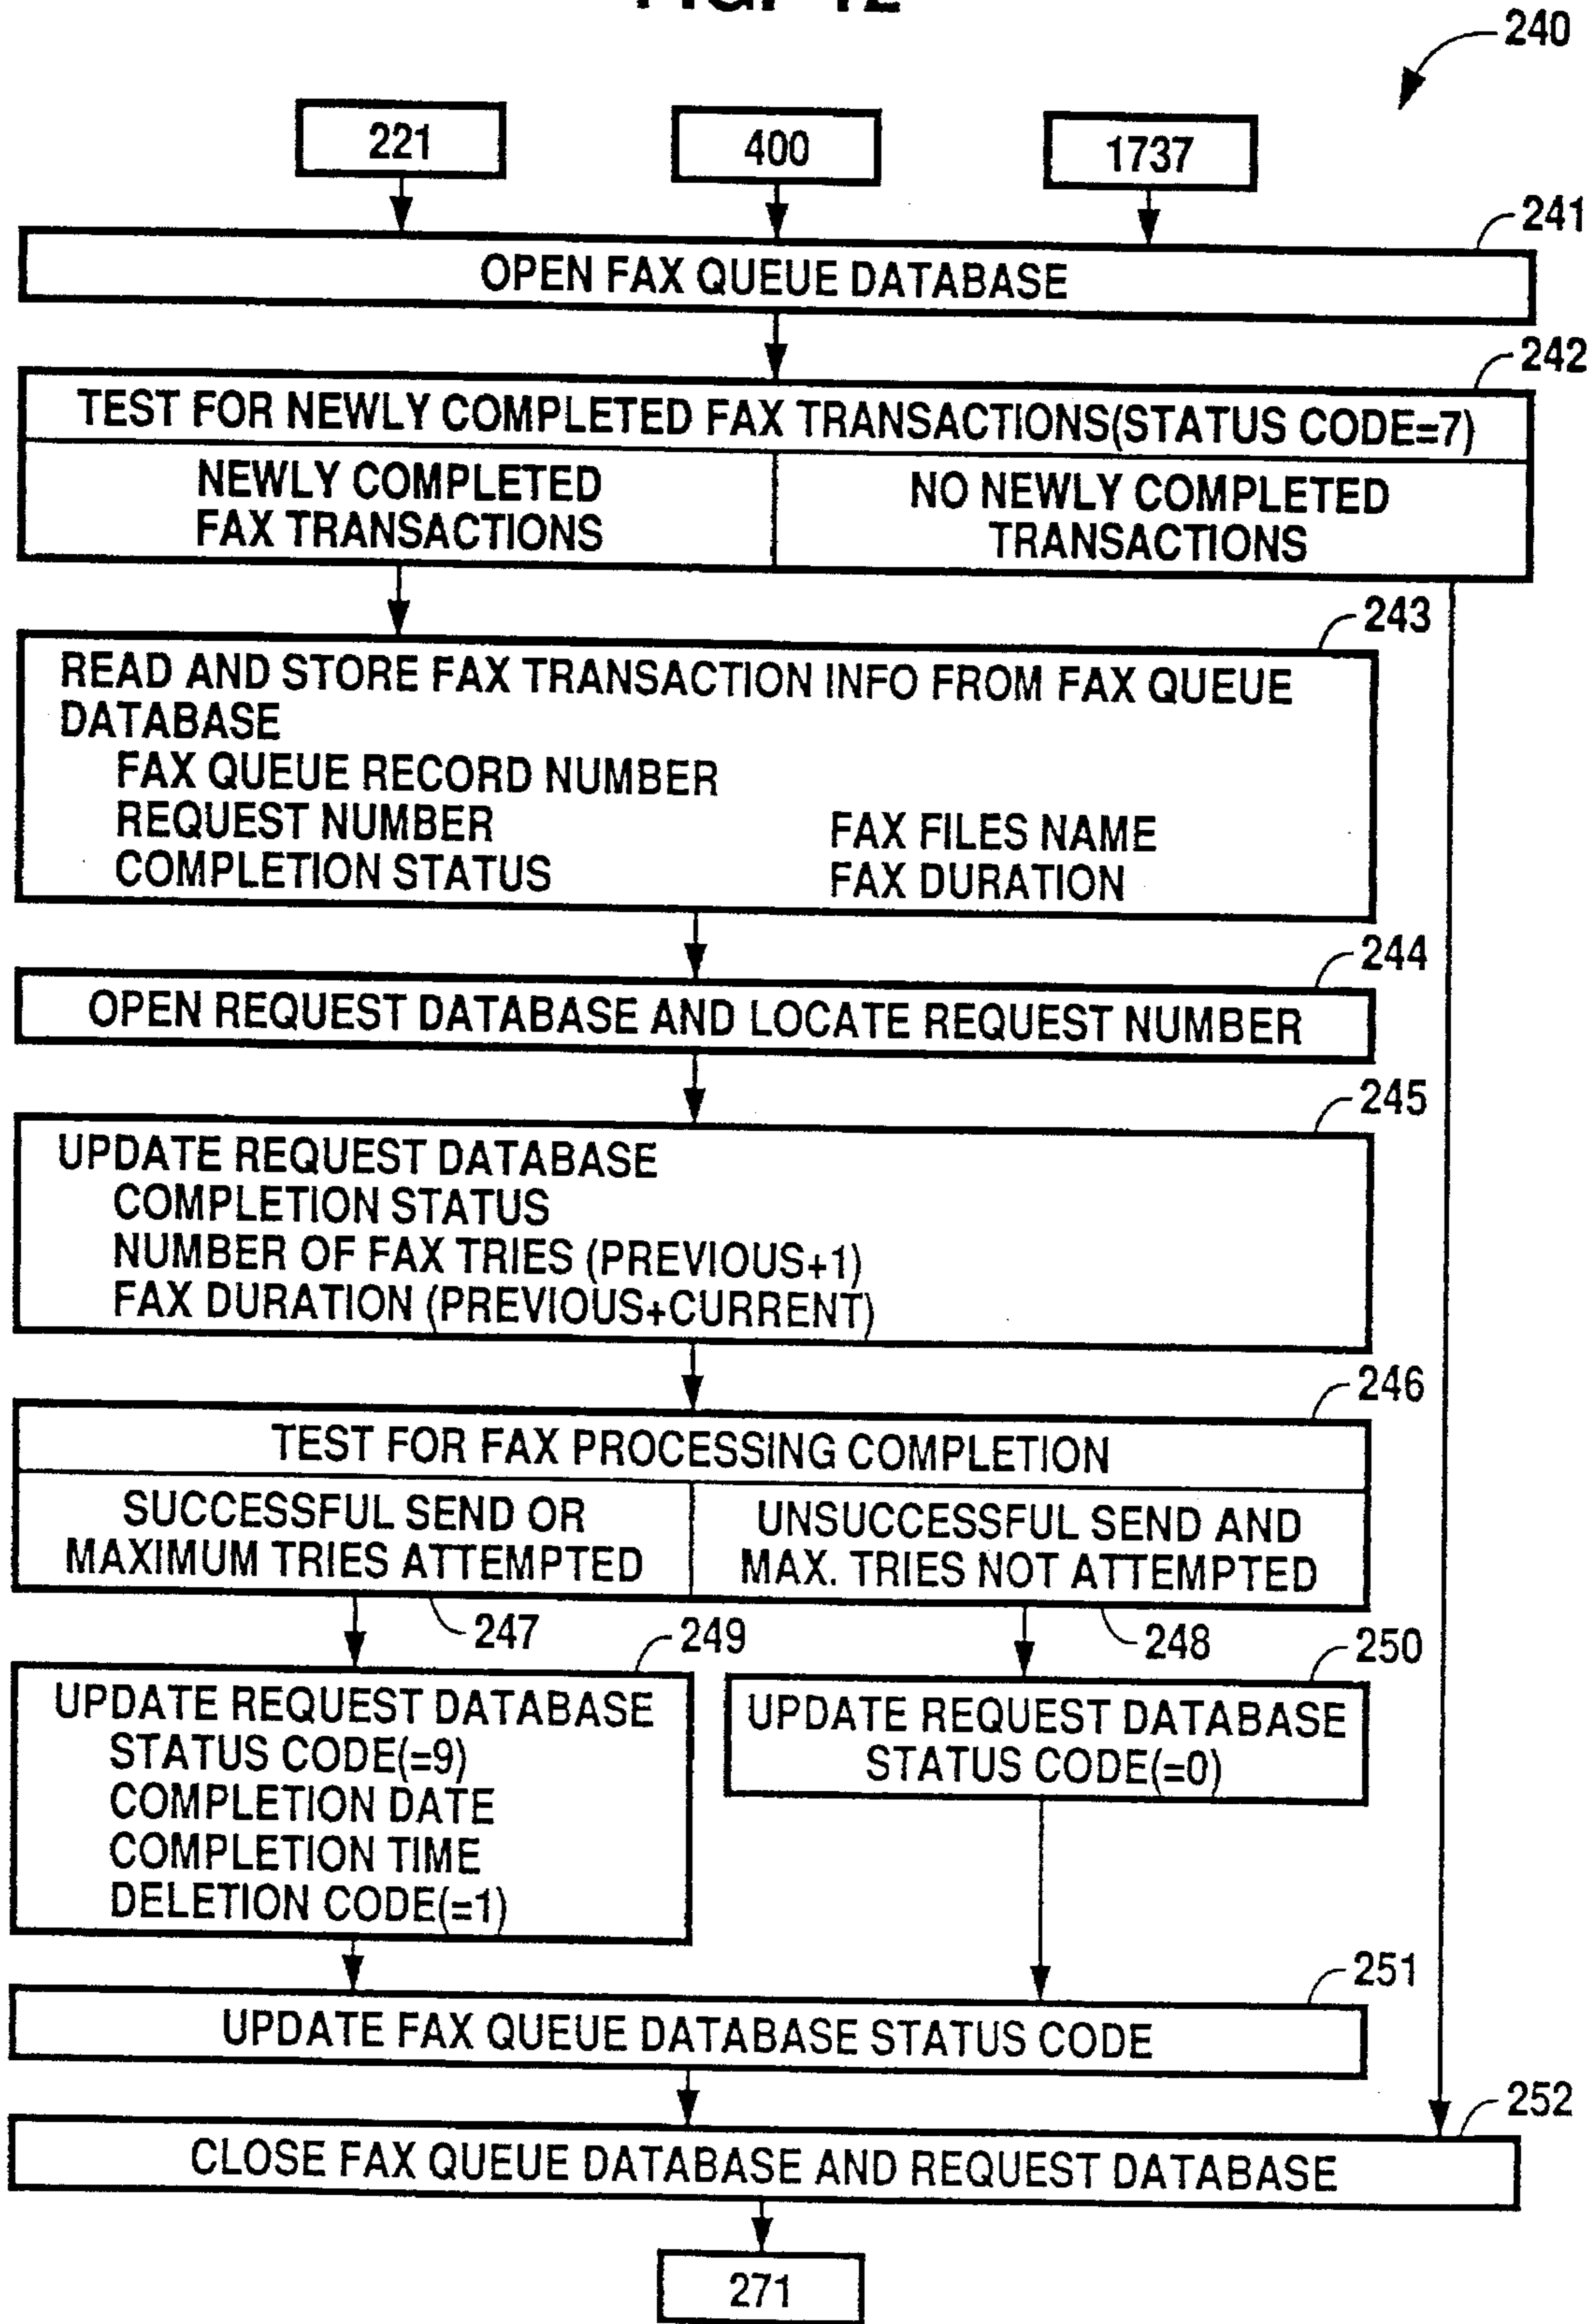 240
221
400
1737
241
OPEN FAX QUEUE DATABASE
242
TEST FOR NEWLY COMPLETED FAX TRANSACTIONS(STATUS CODE=7)
NEWLY COMPLETED
FAX TRANSACTIONS
NO NEWLY COMPLETED
TRANSACTIONS
243
READ AND STORE FAX TRANSACTION INFO FROM FAX QUEUE
DATABASE
FAX QUEUE RECORD NUMBER
REQUEST NUMBER
COMPLETION STATUS
FAX FILES NAME
FAX DURATION
244
OPEN REQUEST DATABASE AND LOCATE REQUEST NUMBER
245
UPDATE REQUEST DATABASE
COMPLETION STATUS
NUMBER OF FAX TRIES (PREVIOUS+1)
FAX DURATION (PREVIOUS+CURRENT)
246
TEST FOR FAX PROCESSING COMPLETION
SUCCESSFUL SEND OR
MAXIMUM TRIES ATTEMPTED
UNSUCCESSFUL SEND AND
MAX. TRIES NOT ATTEMPTED
247
248
249
UPDATE REQUEST DATABASE
STATUS CODE(=9)
COMPLETION DATE
COMPLETION TIME
DELETION CODE(=1)
250
UPDATE REQUEST DATABASE
STATUS CODE(=0)
251
UPDATE FAX QUEUE DATABASE STATUS CODE
252
CLOSE FAX QUEUE DATABASE AND REQUEST DATABASE
271